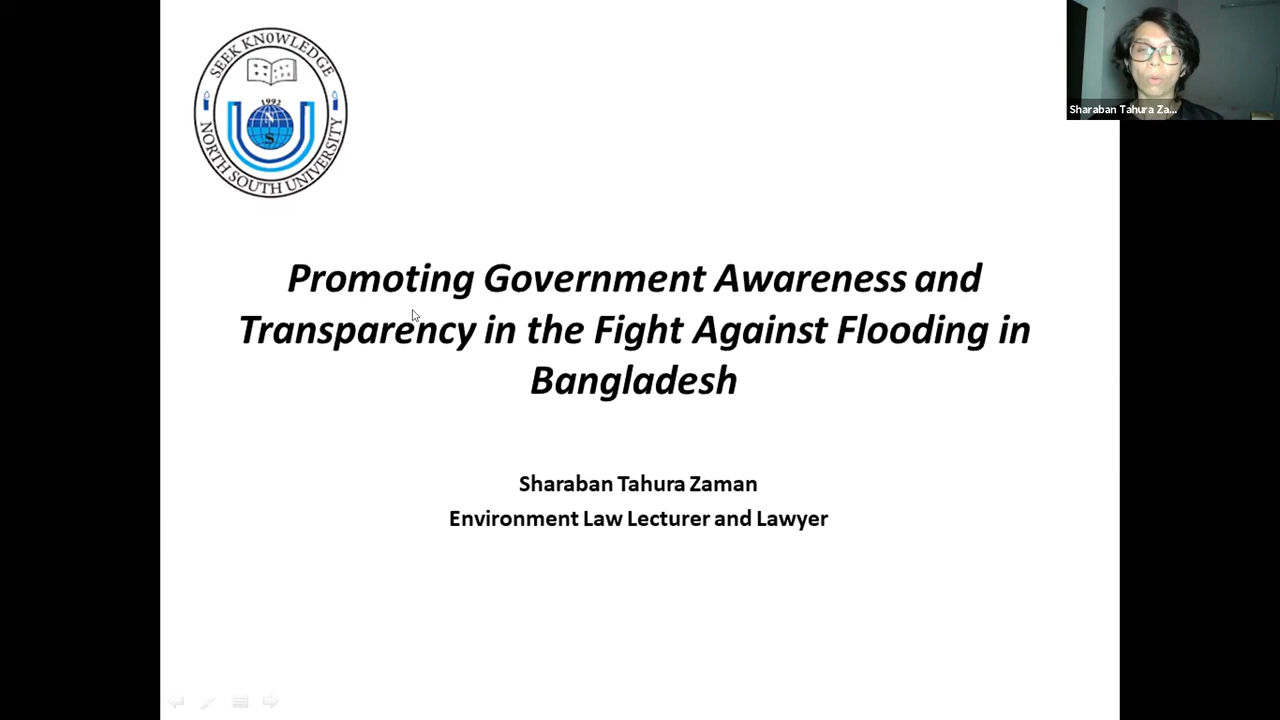 SEEK KNOWLEDGE
1992
N
S
NORTH SOUTH UNIVERSITY
Sharaban Tahura Za...
Promoting Government Awareness and
Transparency in the Fight Against Flooding in
Bangladesh
Sharaban Tahura Zaman
Environment Law Lecturer and Lawyer